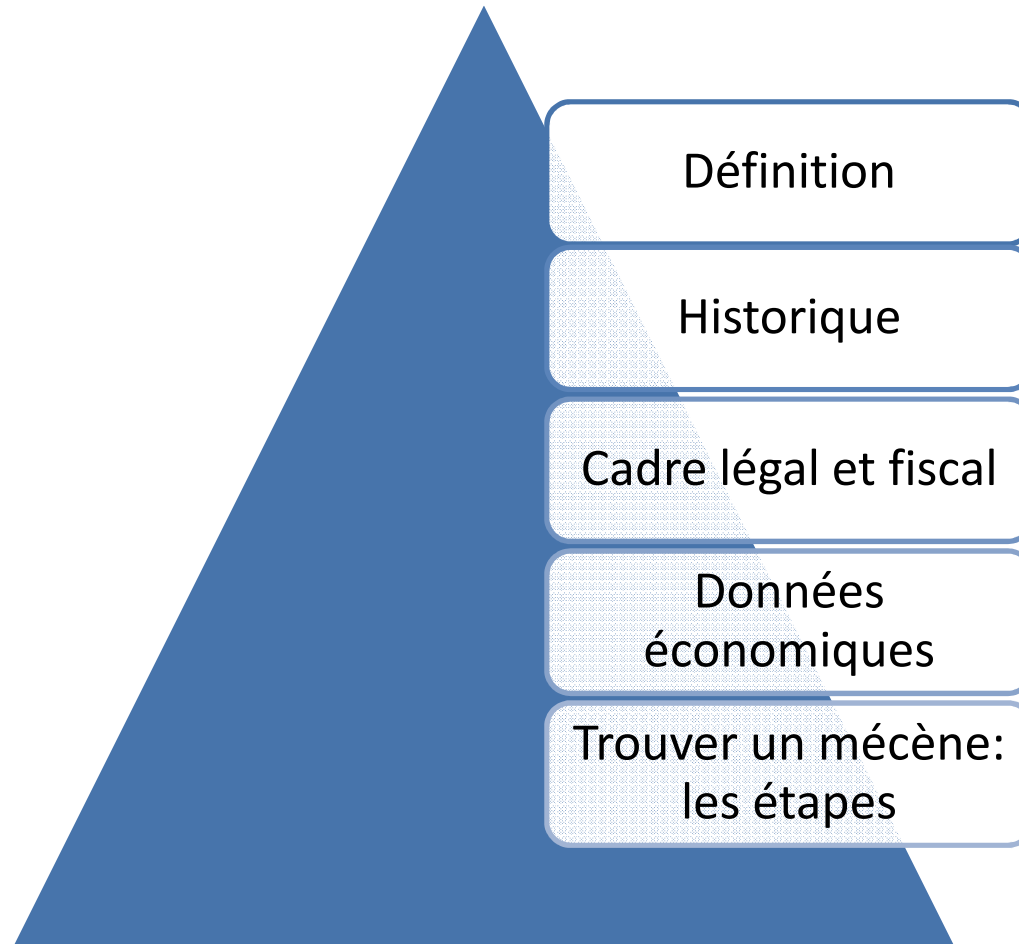 Définition
Historique
Cadre légal et fiscal
Données
économiques
Trouver un mécène:
les étapes